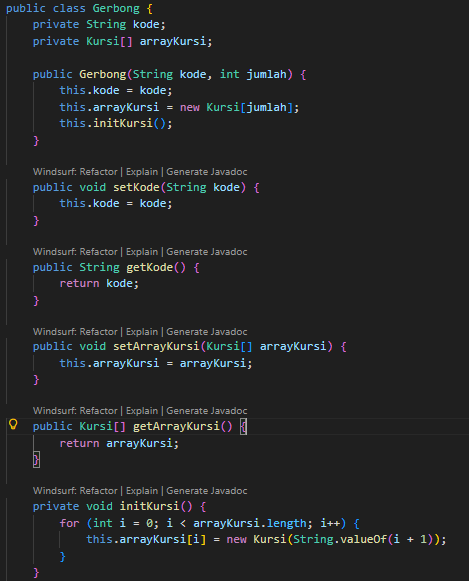 public class Gerbong {
    private String kode;
    private Kursi[] arrayKursi;

    public Gerbong(String kode, int jumlah) {
        this.kode = kode;
        this.arrayKursi = new Kursi[jumlah];
        this.initKursi();
    }

    Windsurf: Refactor | Explain | Generate Javadoc
    public void setKode(String kode) {
        this.kode = kode;
    }

    Windsurf: Refactor | Explain | Generate Javadoc
    public String getKode() {
        return kode;
    }

    Windsurf: Refactor | Explain | Generate Javadoc
    public void setArrayKursi(Kursi[] arrayKursi) {
        this.arrayKursi = arrayKursi;
    }

    Windsurf: Refactor | Explain | Generate Javadoc
    public Kursi[] getArrayKursi() {
        return arrayKursi;
    }

    Windsurf: Refactor | Explain | Generate Javadoc
    private void initKursi() {
        for (int i = 0; i < arrayKursi.length; i++) {
            this.arrayKursi[i] = new Kursi(String.valueOf(i + 1));
        }
    }